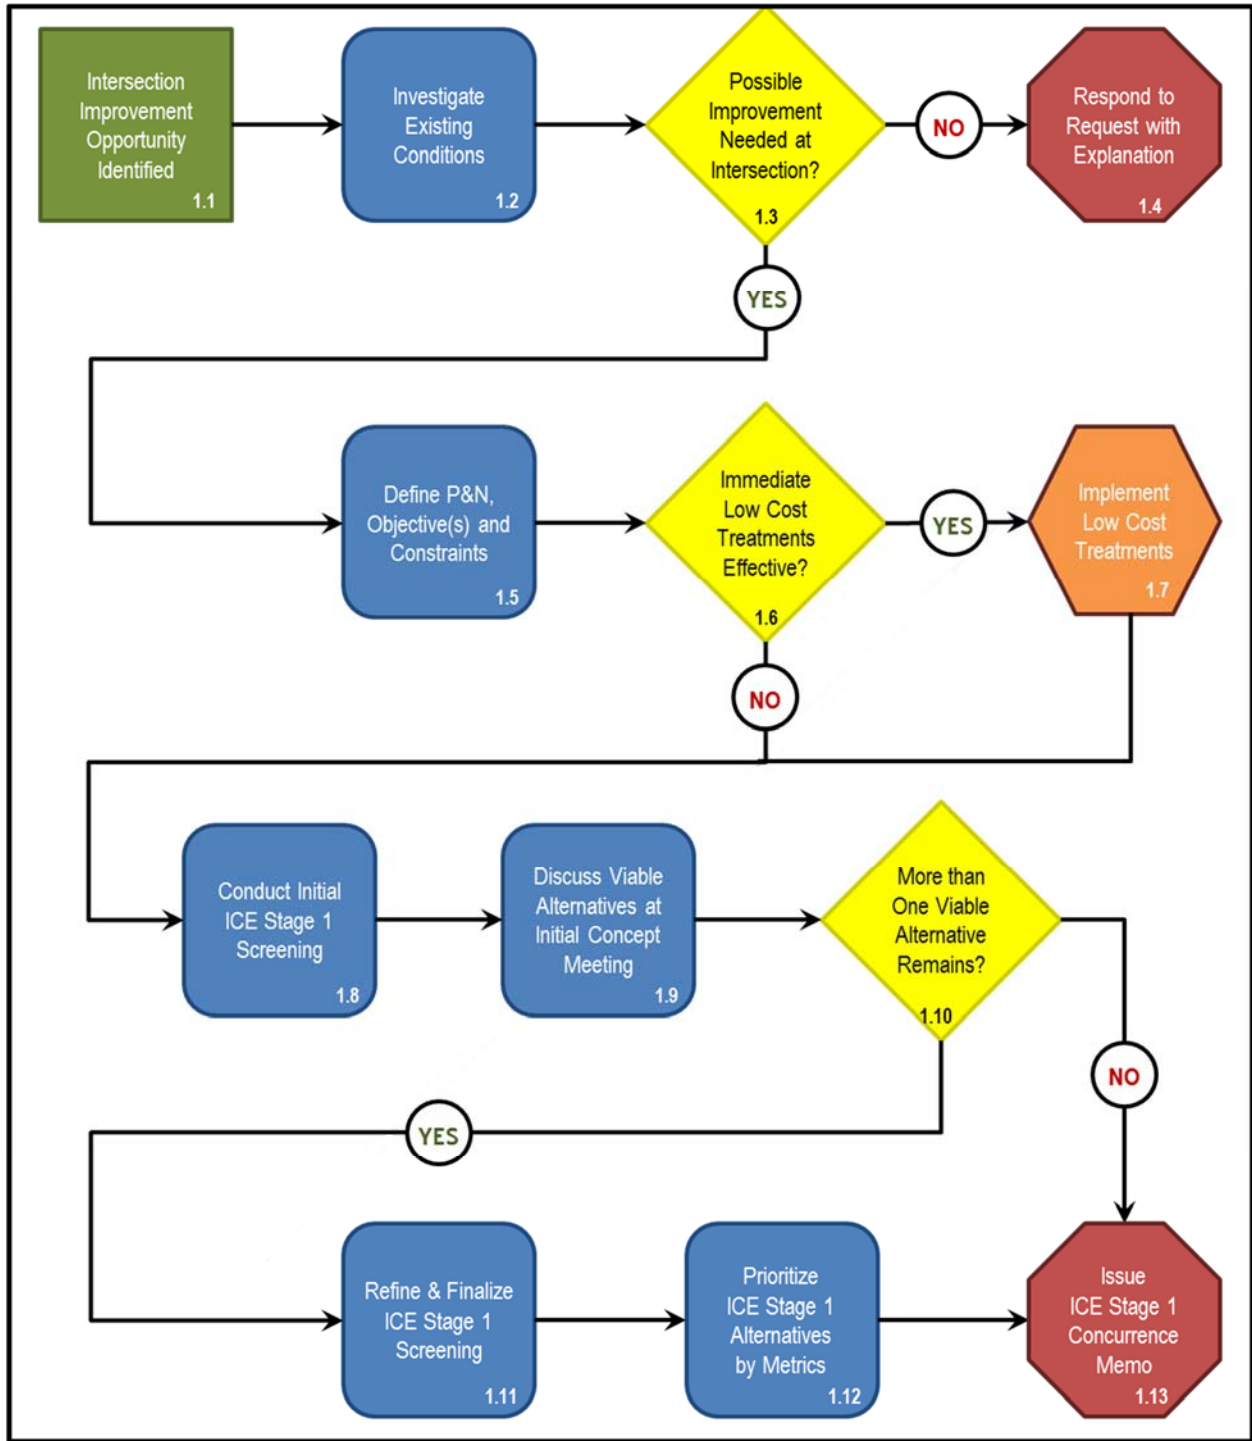 Intersection
Improvement
Opportunity
Identified
1.1
Investigate
Existing
Conditions
1.2
Possible
Improvement
Needed at
Intersection?
1.3
NO
Respond to
Request with
Explanation
1.4
YES
Define P&N,
Objective(s) and
Constraints
1.5
Immediate
Low Cost
Treatments
Effective?
1.6
YES
Implement
Low Cost
Treatments
1.7
NO
Conduct Initial
ICE Stage 1
Screening
1.8
Discuss Viable
Alternatives at
Initial Concept
Meeting
1.9
More than
One Viable
Alternative
Remains?
1.10
NO
YES
Refine & Finalize
ICE Stage 1
Screening
1.11
Prioritize
ICE Stage 1
Alternatives
by Metrics
1.12
Issue
ICE Stage 1
Concurrence
Memo
1.13